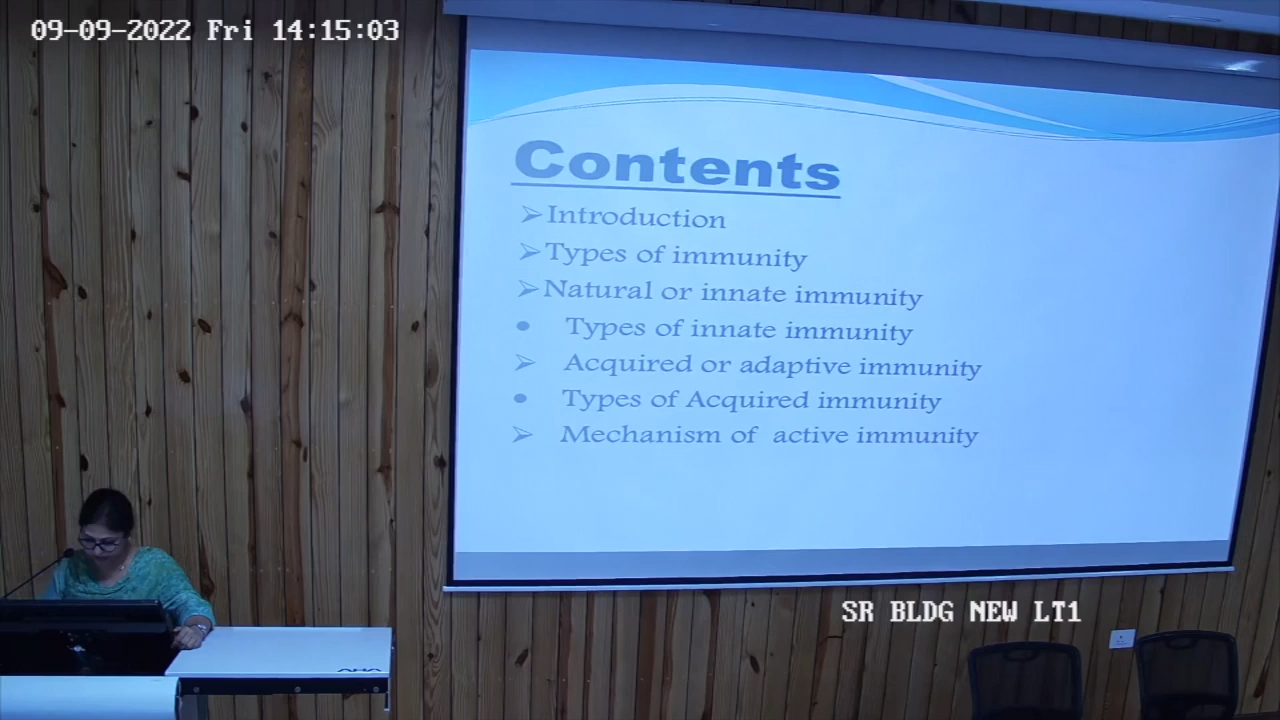 09-09-2022 Fri 14:15:03
Contents
➢Introduction
➢Types of immunity
➢Natural or innate immunity
• Types of innate immunity
➢ Acquired or adaptive immunity
• Types of Acquired immunity
➢ Mechanism of active immunity
SR BLDG NEW LT1
AHA